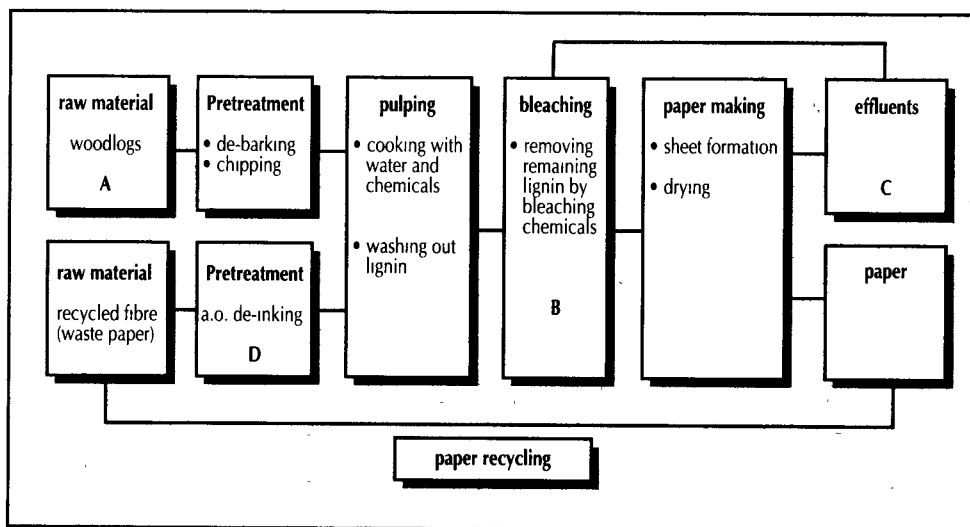 raw material
woodlogs
A
Pretreatment
• de-barking
• chipping
pulping
• cooking with
water and
chemicals
• washing out
lignin
bleaching
• removing
remaining
lignin by
bleaching
chemicals
B
paper making
• sheet formation
• drying
effluents
C
raw material
recycled fibre
(waste paper)
Pretreatment
a.o. de-inking
D
paper
paper recycling